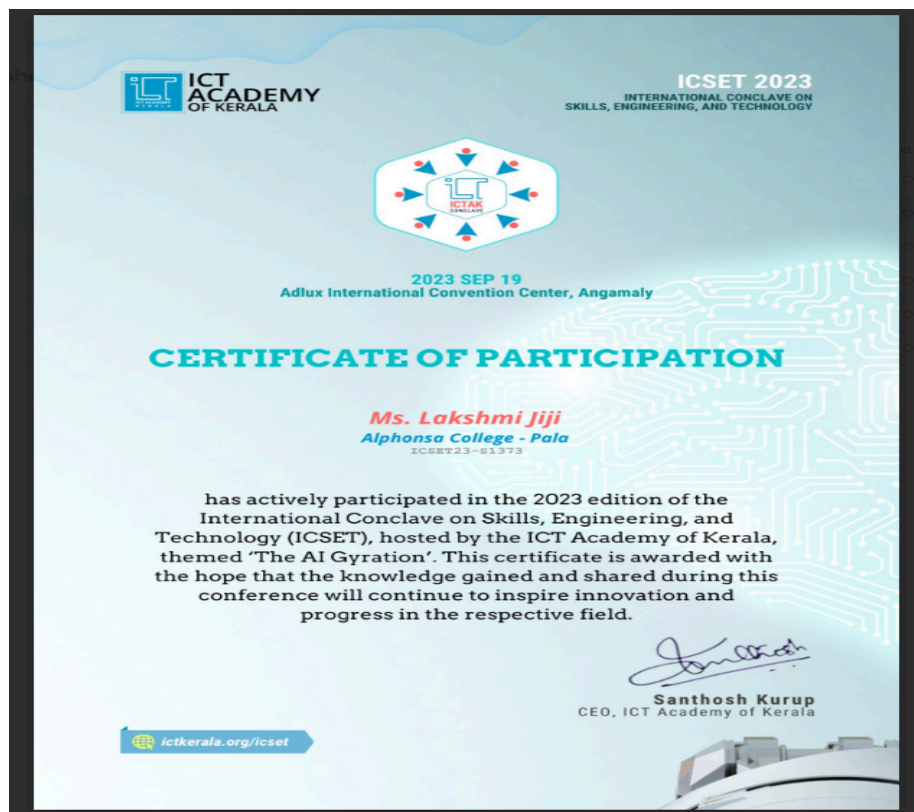 ICT
ACADEMY
OF KERALA
ICT ACADEMY
KERALA
ICSET 2023
INTERNATIONAL CONCLAVE ON
SKILLS, ENGINEERING, AND TECHNOLOGY
ICTAK
CONCLAVE
2023 SEP 19
Adlux International Convention Center, Angamaly
CERTIFICATE OF PARTICIPATION
Ms. Lakshmi Jiji
Alphonsa College - Pala
ICSET23-S1373
has actively participated in the 2023 edition of the
International Conclave on Skills, Engineering, and
Technology (ICSET), hosted by the ICT Academy of Kerala,
themed ‘The AI Gyration’. This certificate is awarded with
the hope that the knowledge gained and shared during this
conference will continue to inspire innovation and
progress in the respective field.
Santhosh Kurup
CEO, ICT Academy of Kerala
ictkerala.org/icset